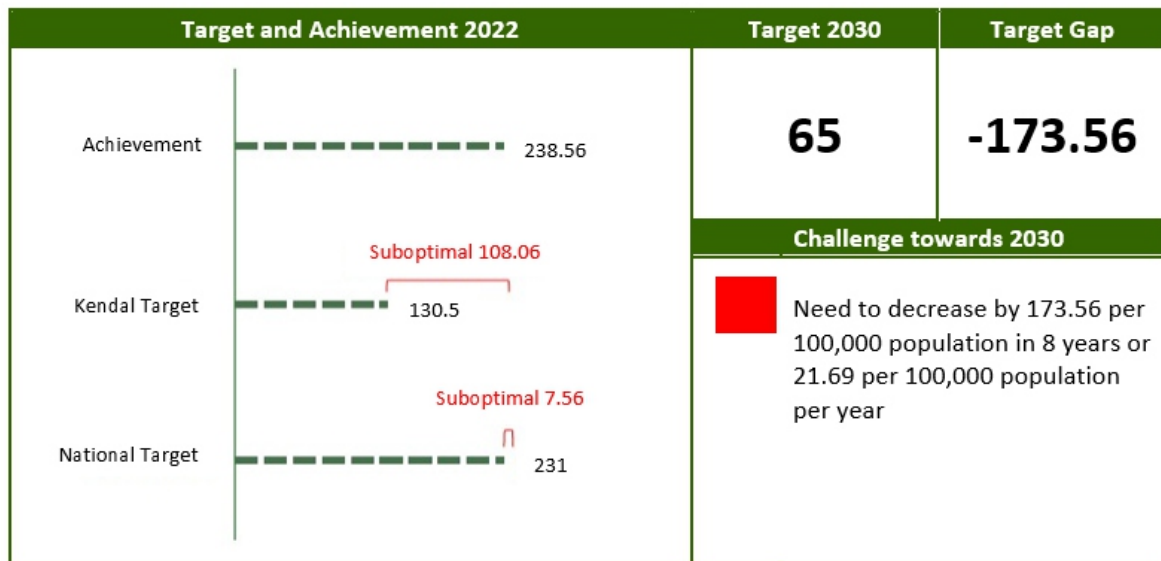 Target and Achievement 2022
Achievement
238.56
Suboptimal 108.06
Kendal Target
130.5
Suboptimal 7.56
National Target
231
Target 2030
Target Gap
65
-173.56
Challenge towards 2030
Need to decrease by 173.56 per
100,000 population in 8 years or
21.69 per 100,000 population
per year